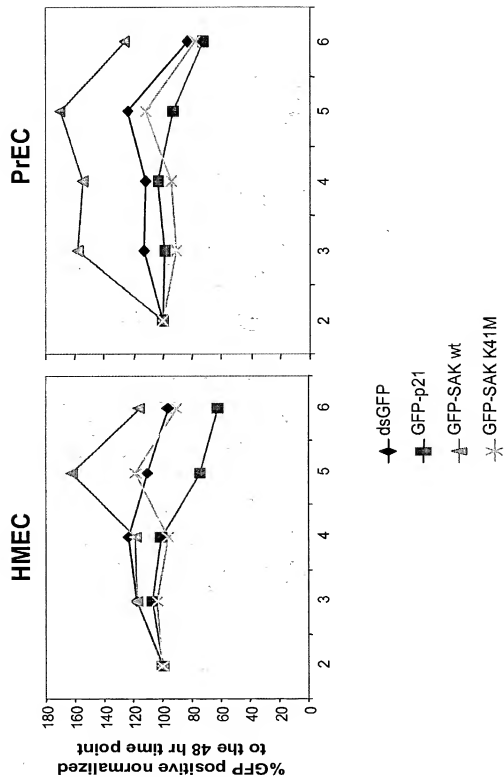 HMEC
PrEC
%GFP positive normalized
to the 48 hr time point
180
160
140
120
100
80
60
40
20
0
2 3 4 5 6
2 3 4 5 6
dsGFP
GFP-p21
GFP-SAK wt
GFP-SAK K41M